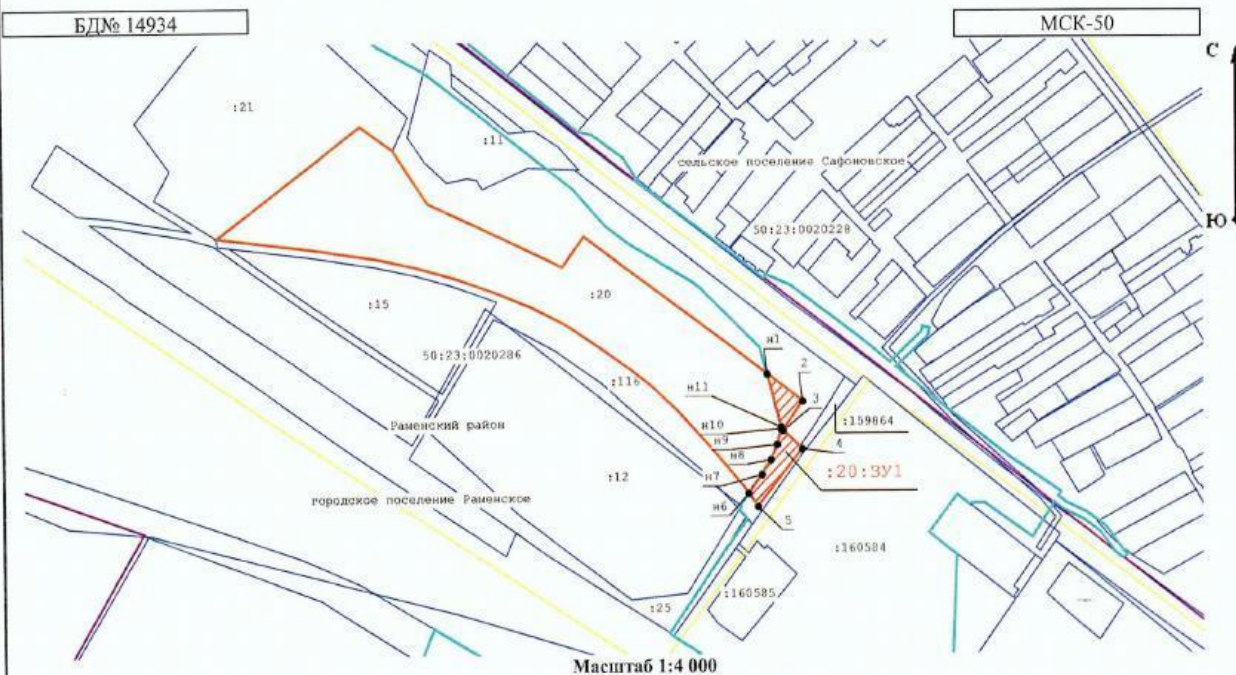 БД№ 14934
МСК-50
С
:21
:11
сельское поселение Сафоновское
Ю
50:23:0020228
:20
:15
50:23:0020286
н1
:116
2
н11
3
Раменский район
н10
:159864
н9
4
н8
:20:ЗУ1
:12
н7
городское поселение Раменское
н6
5
:160584
:160585
:25
Масштаб 1:4 000